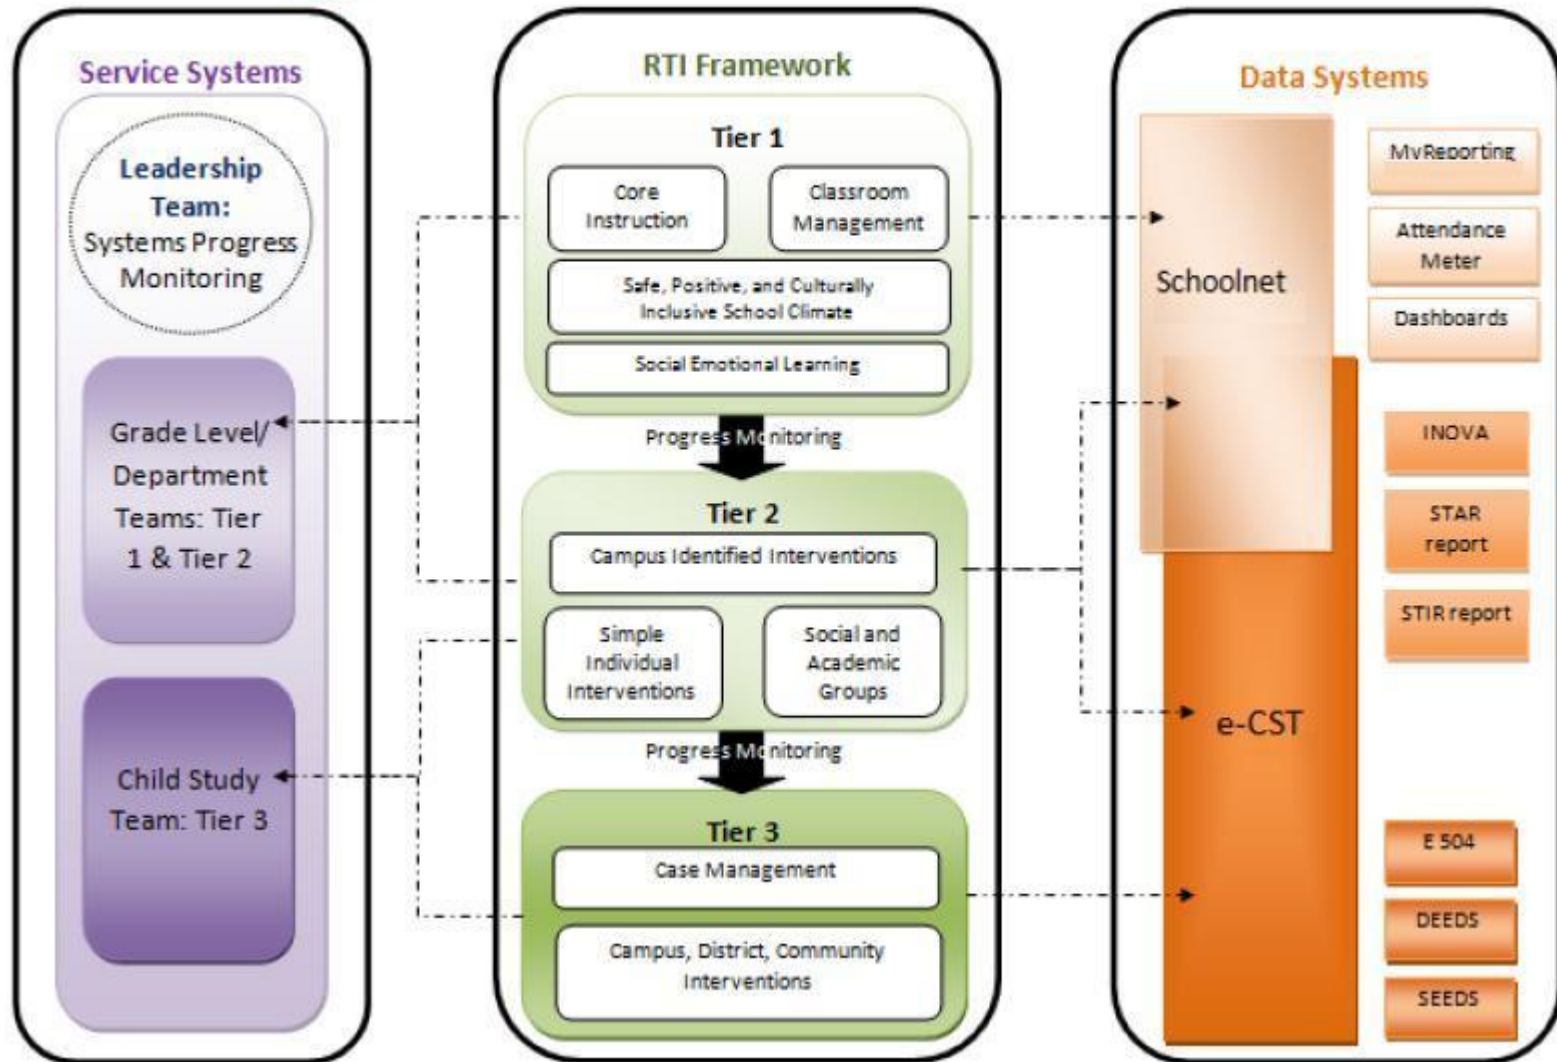 Service Systems
Leadership
Team:
Systems Progress
Monitoring
Grade Level/
Department
Teams: Tier
1 & Tier 2
Child Study
Team: Tier 3
RTI Framework
Tier 1
Core
Instruction
Classroom
Management
Safe, Positive, and Culturally
Inclusive School Climate
Social Emotional Learning
Progress Monitoring
Tier 2
Campus Identified Interventions
Simple
Individual
Interventions
Social and
Academic
Groups
Progress Monitoring
Tier 3
Case Management
Campus, District, Community
Interventions
Data Systems
Schoolnet
e-CST
MyReporting
Attendance
Meter
Dashboards
INOVA
STAR
report
STIR report
E 504
DEEDS
SEEDS